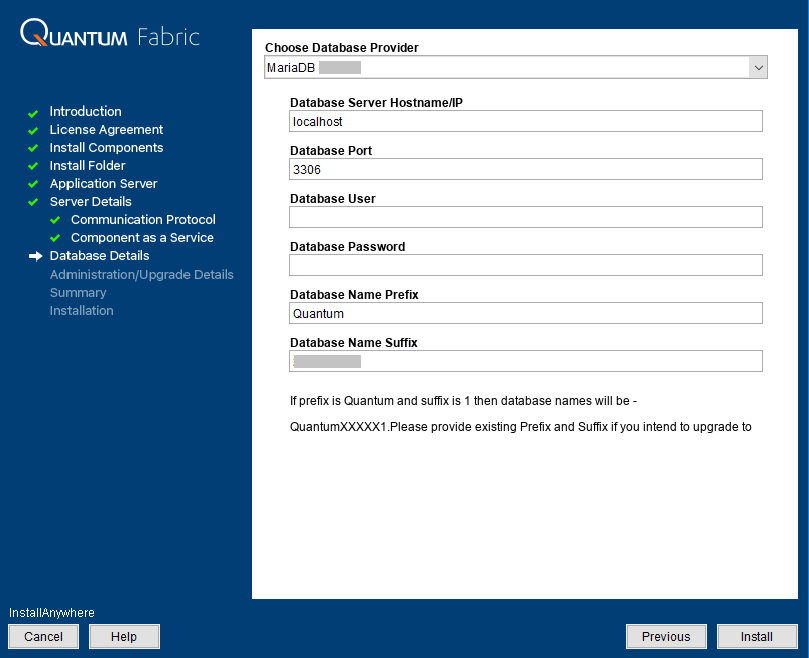 QUANTUM Fabric
Introduction
License Agreement
Install Components
Install Folder
Application Server
Server Details
Communication Protocol
Component as a Service
Database Details
Administration/Upgrade Details
Summary
Installation
Choose Database Provider
MariaDB
Database Server Hostname/IP
localhost
Database Port
3306
Database User
Database Password
Database Name Prefix
Quantum
Database Name Suffix
If prefix is Quantum and suffix is 1 then database names will be -
QuantumXXXXX1.Please provide existing Prefix and Suffix if you intend to upgrade to
InstallAnywhere
Cancel
Help
Previous
Install